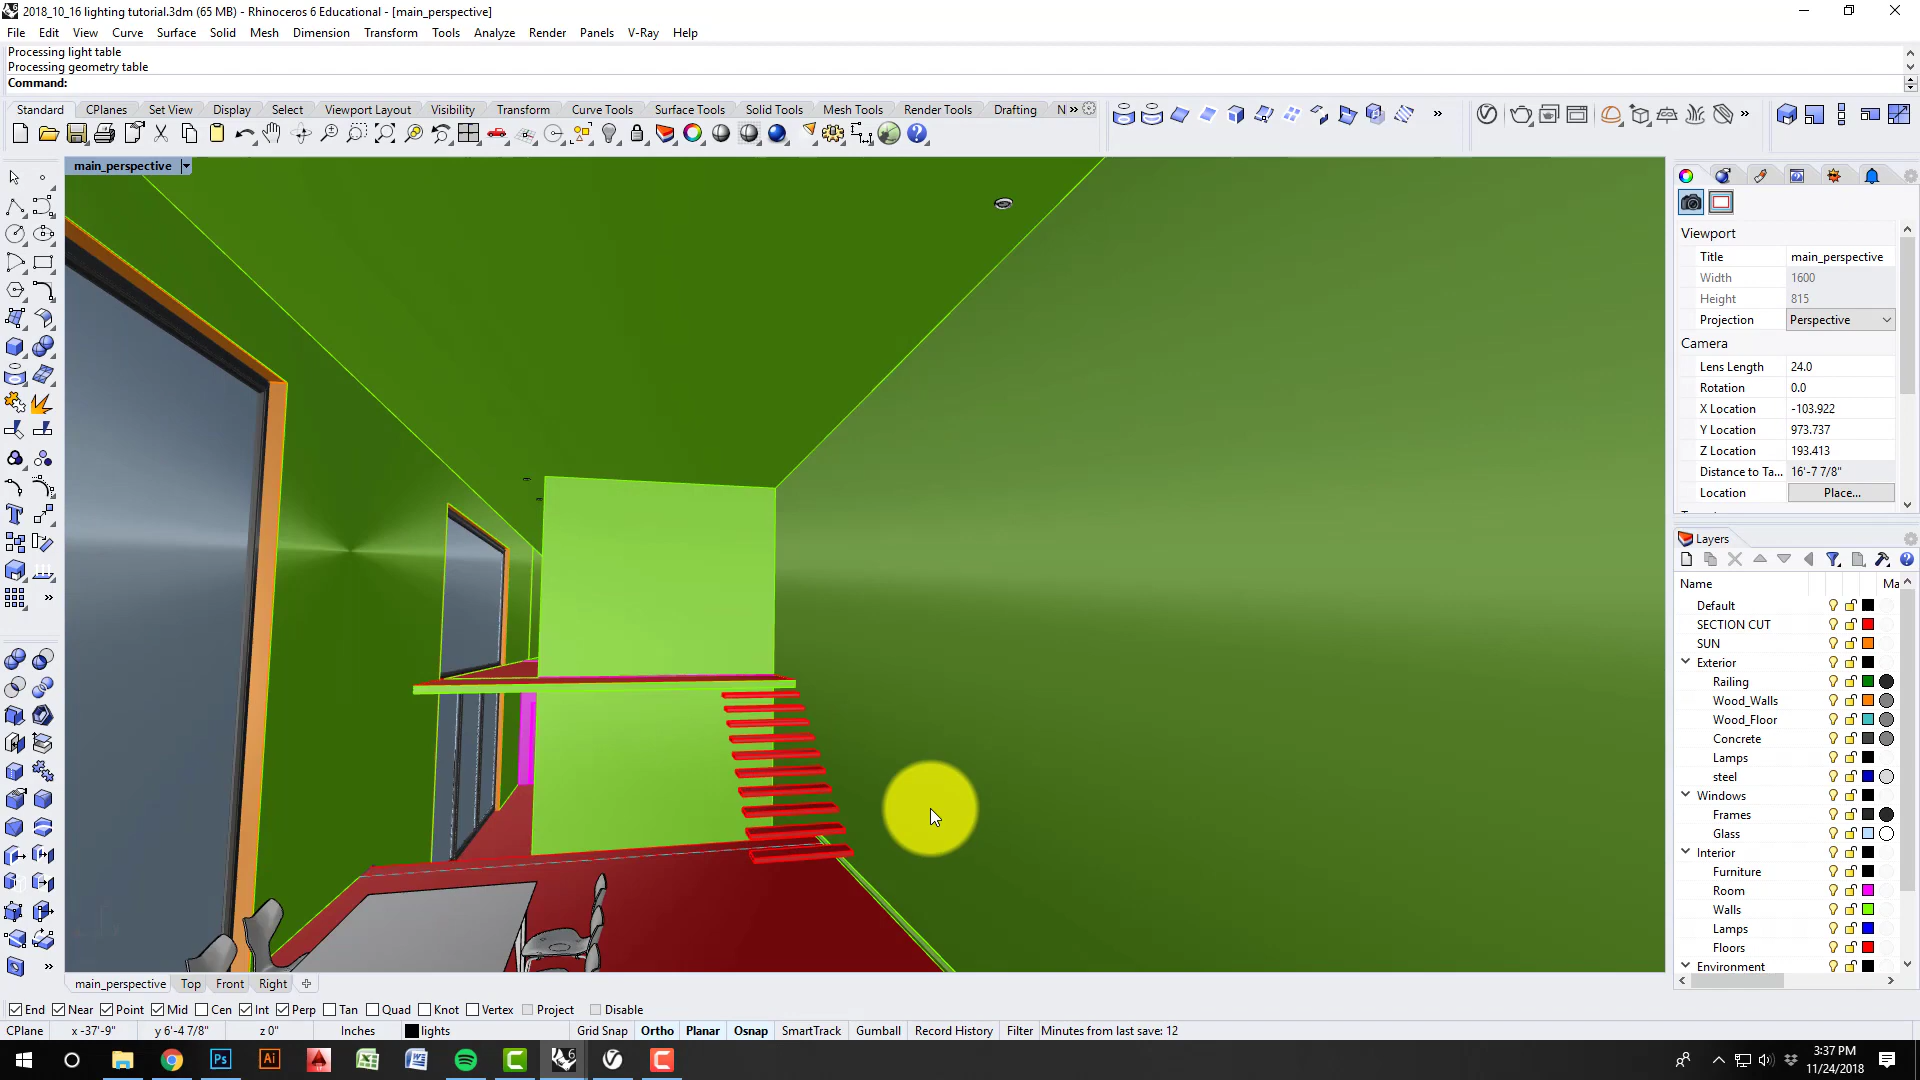 2018_10_16 lighting tutorial.3dm (65 MB) - Rhinoceros 6 Educational - [main_perspective]
File Edit View Curve Surface Solid Mesh Dimension Transform Tools Analyze Render Panels V-Ray Help
Processing light table
Processing geometry table
Command:
Standard CPlanes Set View Display Select Viewport Layout Visibility Transform Curve Tools Surface Tools Solid Tools Mesh Tools Render Tools Drafting N »
main_perspective
Viewport
Title main_perspective
Width 1600
Height 815
Projection Perspective
Camera
Lens Length 24.0
Rotation 0.0
X Location -103.922
Y Location 973.737
Z Location 193.413
Distance to Ta... 16'-7 7/8"
Location Place...
Layers
Name Ma
Default
SECTION CUT
SUN
Exterior
Railing
Wood_Walls
Wood_Floor
Concrete
Lamps
steel
Windows
Frames
Glass
Interior
Furniture
Room
Walls
Lamps
Floors
Environment
main_perspective Top Front Right
End Near Point Mid Cen Int Perp Tan Quad Knot Vertex Project Disable
CPlane x -37'-9" y 6'-4 7/8" z 0" Inches lights Grid Snap Ortho Planar Osnap SmartTrack Gumball Record History Filter Minutes from last save: 12
3:37 PM
11/24/2018